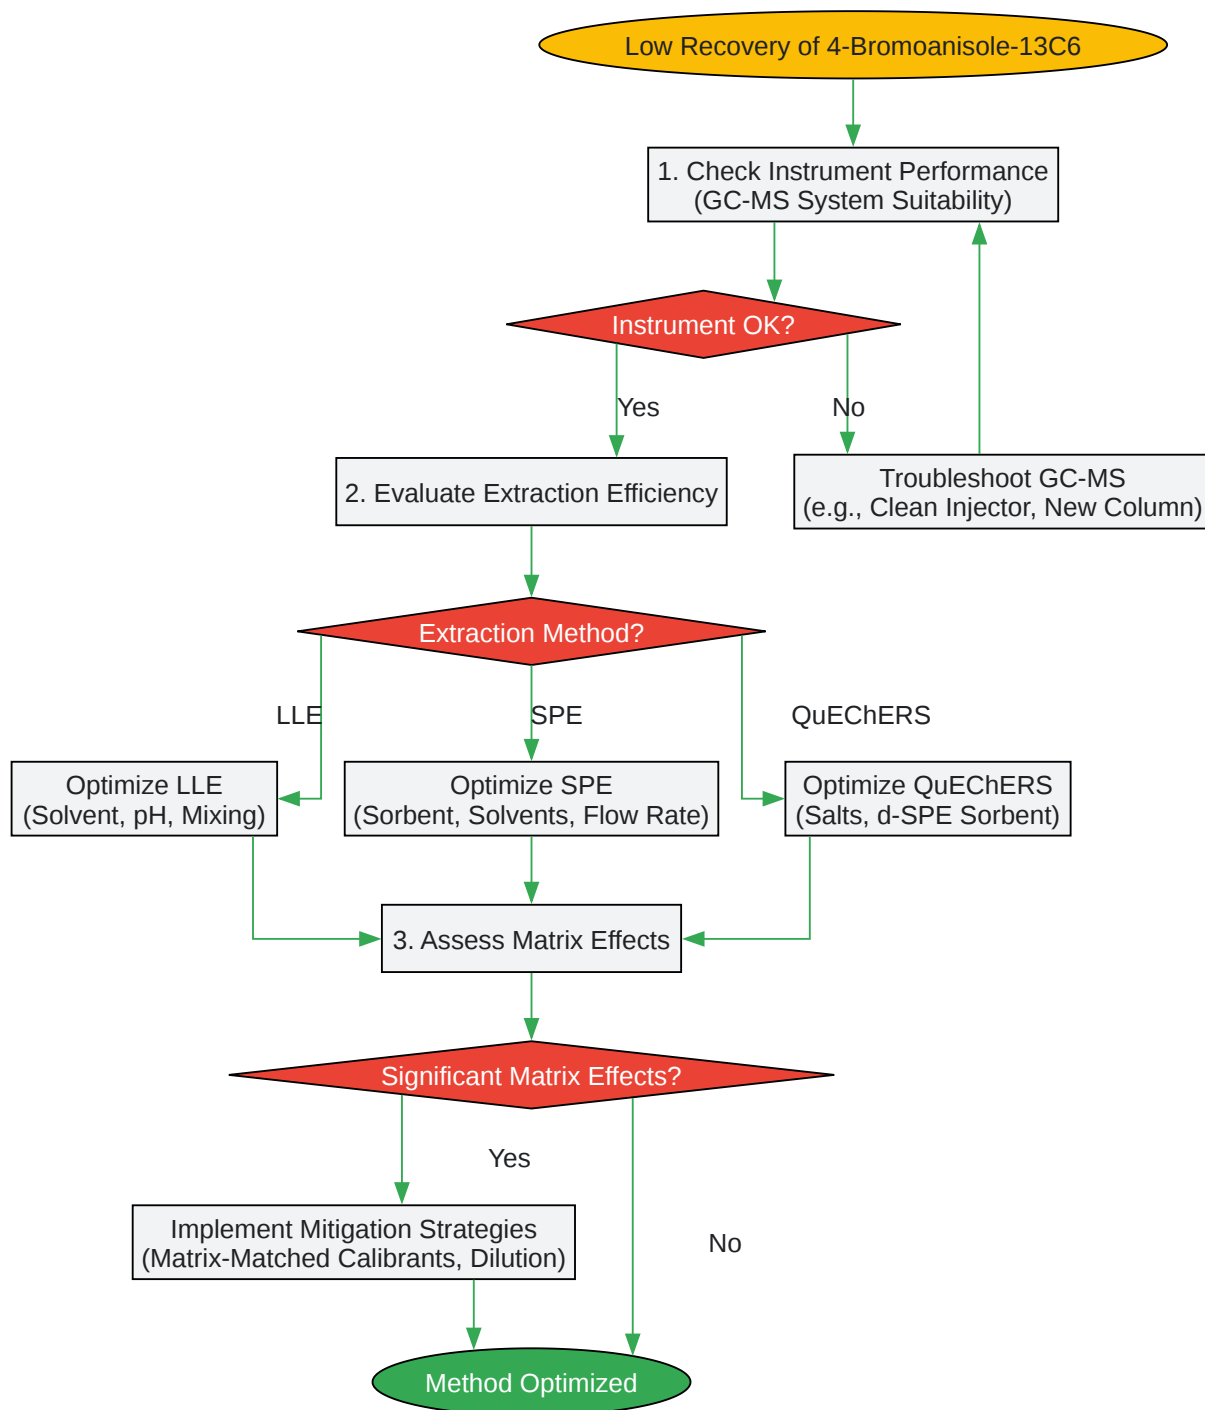 Low Recovery of 4-Bromoanisole-13C6
1. Check Instrument Performance
(GC-MS System Suitability)
Instrument OK?
Yes
No
2. Evaluate Extraction Efficiency
Troubleshoot GC-MS
(e.g., Clean Injector, New Column)
Extraction Method?
LLE
SPE
QuEChERS
Optimize LLE
(Solvent, pH, Mixing)
Optimize SPE
(Sorbent, Solvents, Flow Rate)
Optimize QuEChERS
(Salts, d-SPE Sorbent)
3. Assess Matrix Effects
Significant Matrix Effects?
Yes
Implement Mitigation Strategies
(Matrix-Matched Calibrants, Dilution)
No
Method Optimized